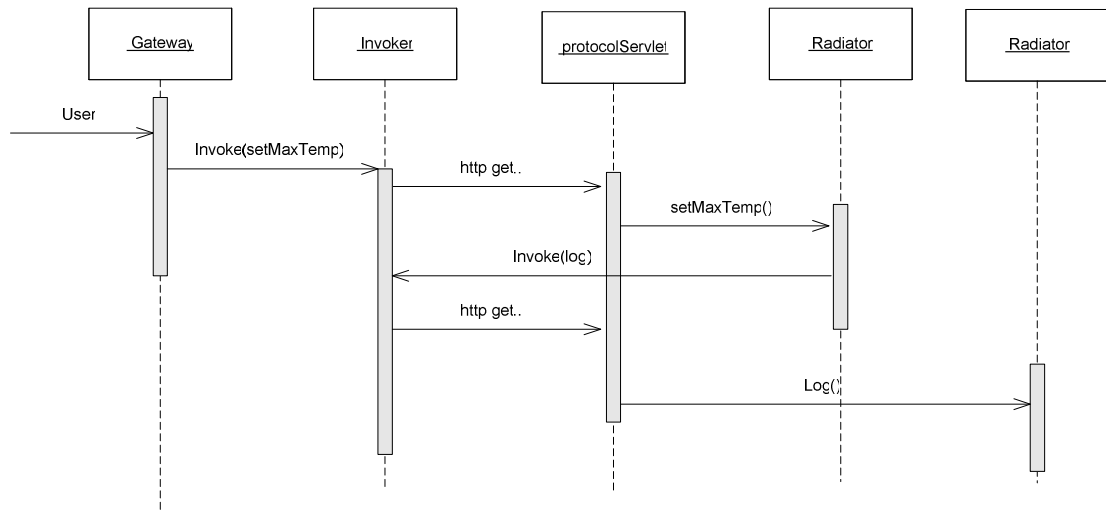 Gateway
Invoker
protocolServlet
Radiator
Radiator
User
Invoke(setMaxTemp)
http get..
setMaxTemp()
Invoke(log)
http get..
Log()